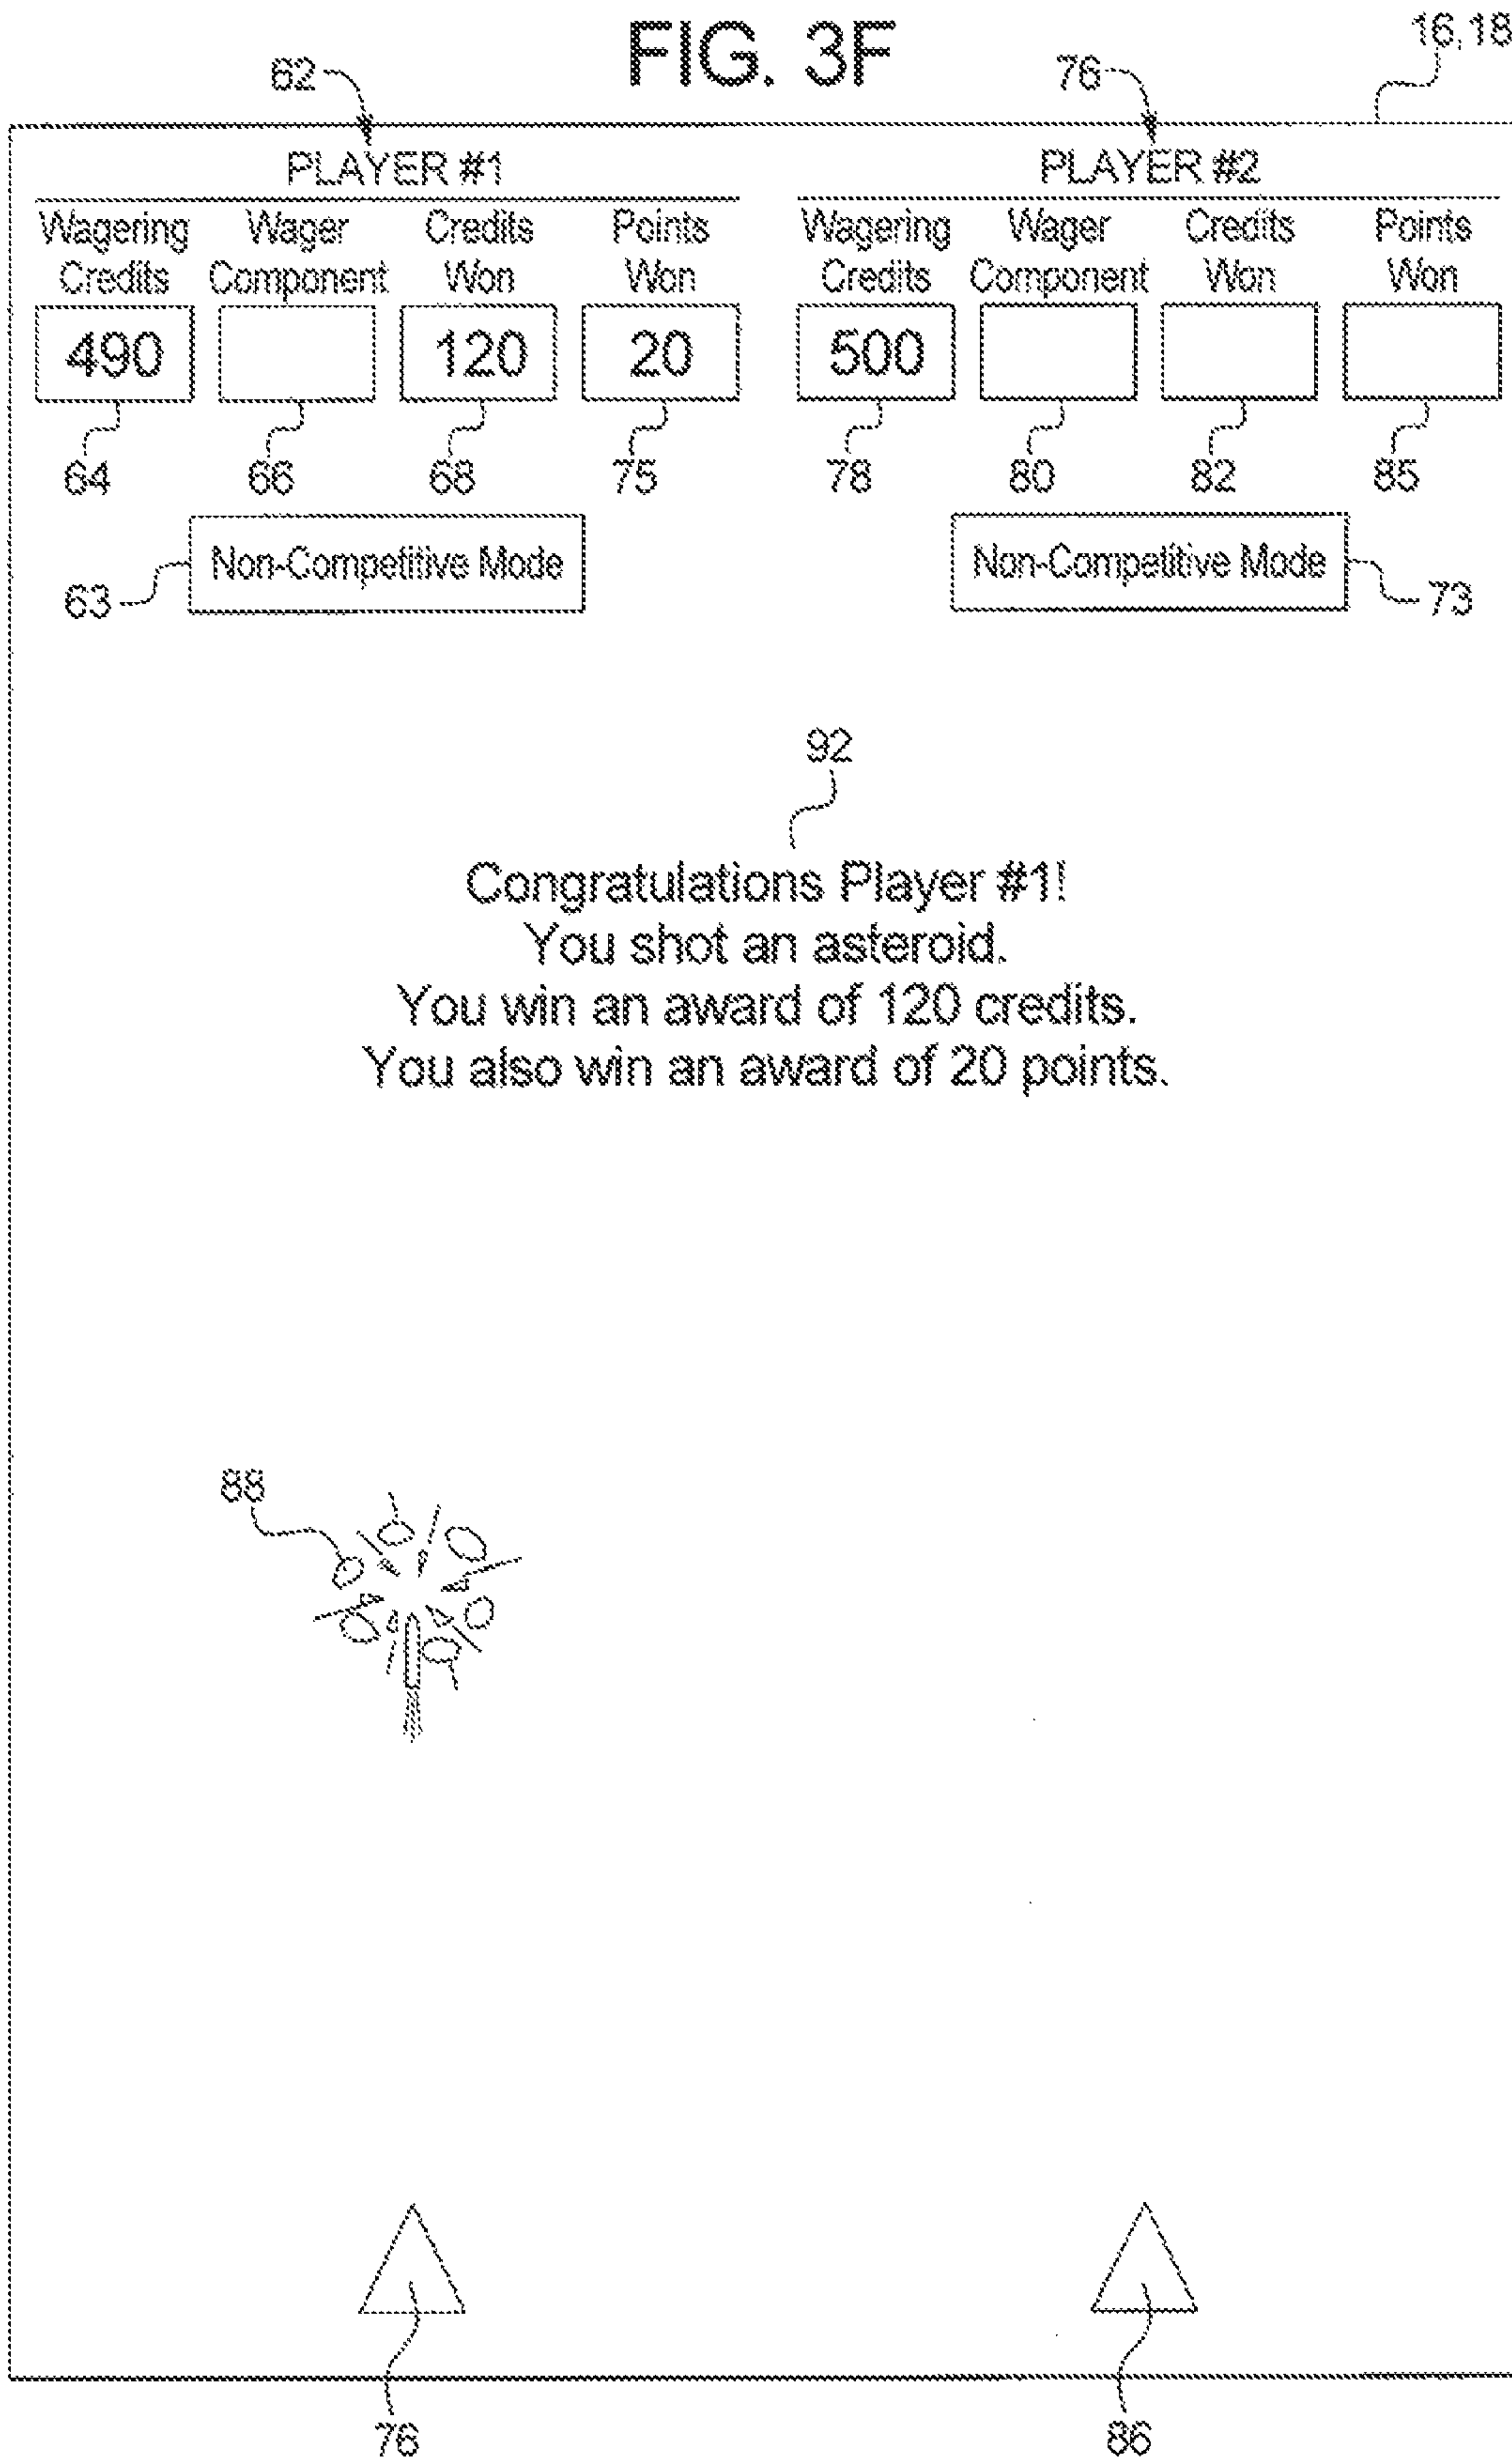 FIG. 3F
16,18
62
76
PLAYER #1
PLAYER #2
Wagering Credits
Wager Component
Credits Won
Points Won
Wagering Credits
Wager Component
Credits Won
Points Won
490
120
20
500
64
66
68
75
78
80
82
85
63
Non-Competitive Mode
Non-Competitive Mode
73
92
Congratulations Player #1!
You shot an asteroid.
You win an award of 120 credits.
You also win an award of 20 points.
88
76
86